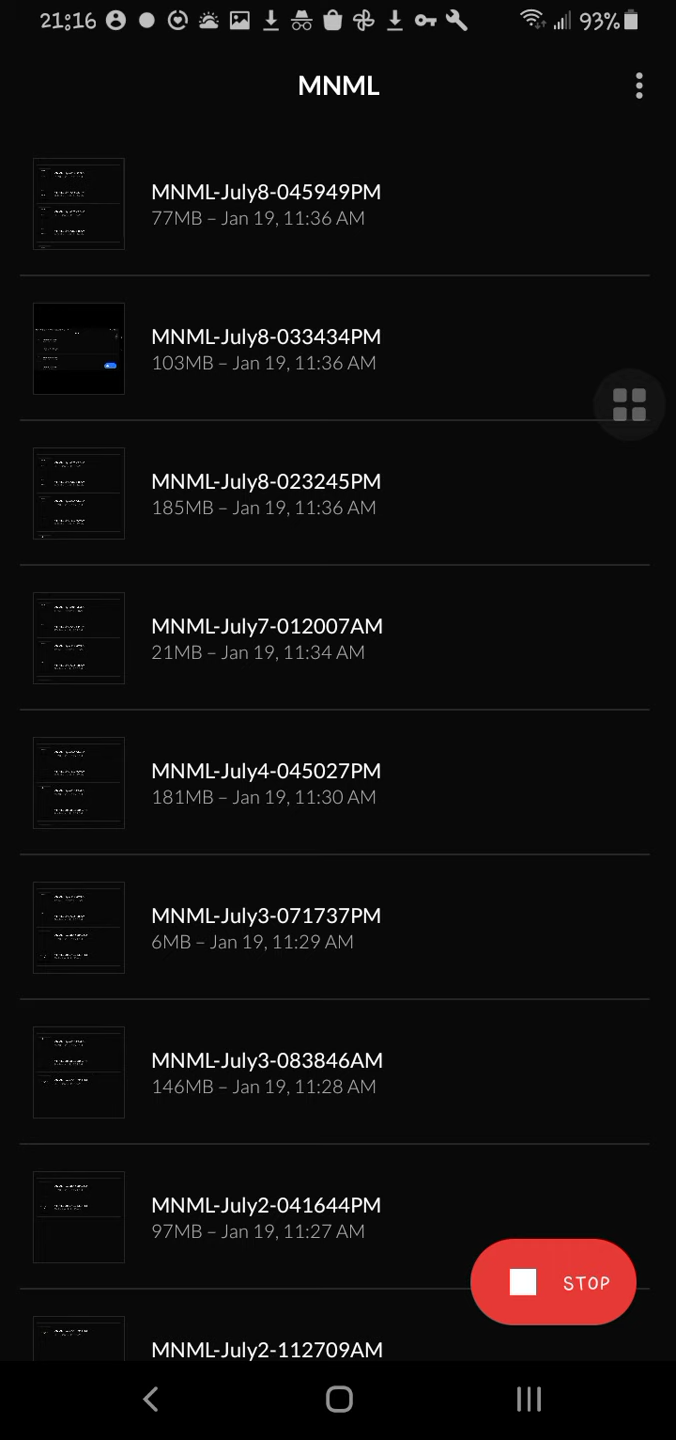 21:16
93%
MNML
MNML-July8-045949PM
77MB – Jan 19, 11:36 AM
MNML-July8-033434PM
103MB – Jan 19, 11:36 AM
MNML-July8-023245PM
185MB – Jan 19, 11:36 AM
MNML-July7-012007AM
21MB – Jan 19, 11:34 AM
MNML-July4-045027PM
181MB – Jan 19, 11:30 AM
MNML-July3-071737PM
6MB – Jan 19, 11:29 AM
MNML-July3-083846AM
146MB – Jan 19, 11:28 AM
MNML-July2-041644PM
97MB – Jan 19, 11:27 AM
STOP
MNML-July2-112709AM